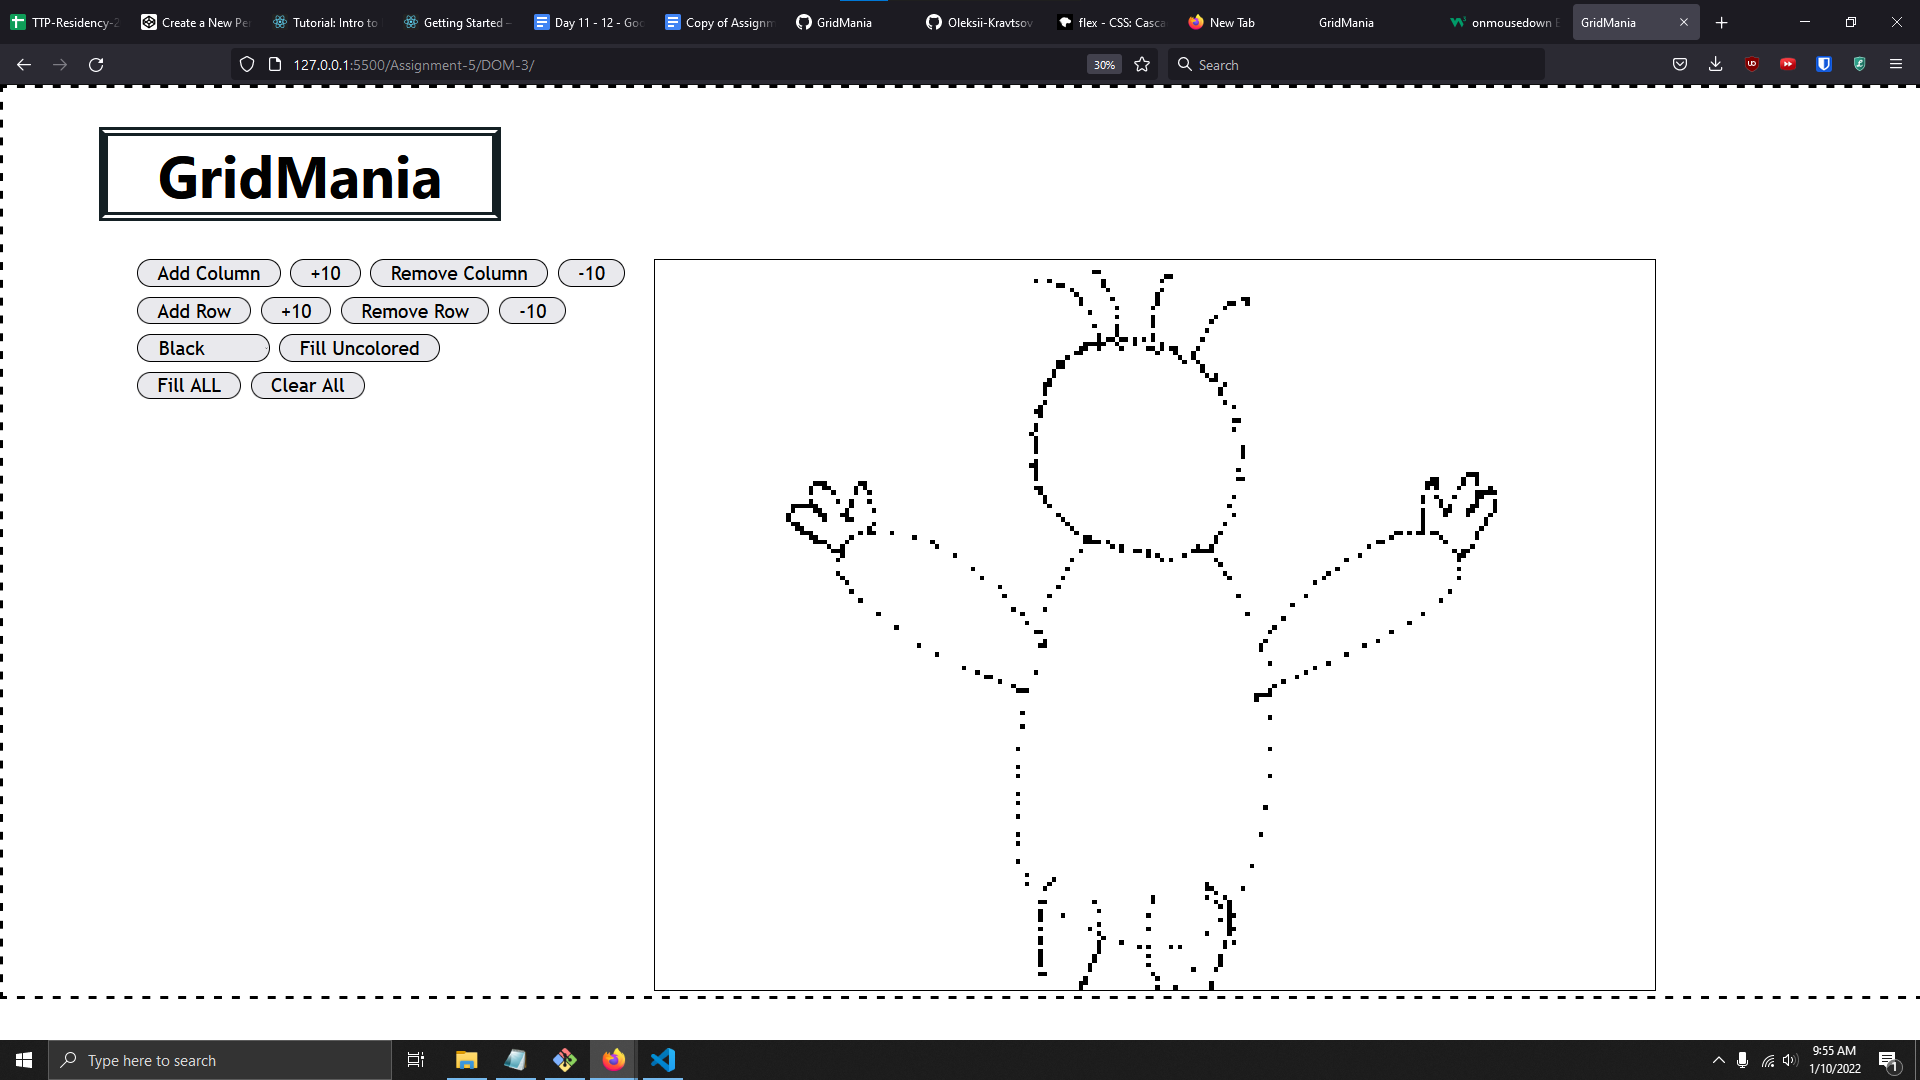 TTP-Residency-2
Create a New Pe
Tutorial: Intro to
Getting Started –
Day 11 - 12 - Goo
Copy of Assignm
GridMania
Oleksii-Kravtsov
flex - CSS: Casca
New Tab
GridMania
onmousedown E
GridMania
127.0.0.1:5500/Assignment-5/DOM-3/
30%
Search
GridMania
Add Column +10 Remove Column -10
Add Row +10 Remove Row -10
Black Fill Uncolored
Fill ALL Clear All
Type here to search
9:55 AM
1/10/2022
1